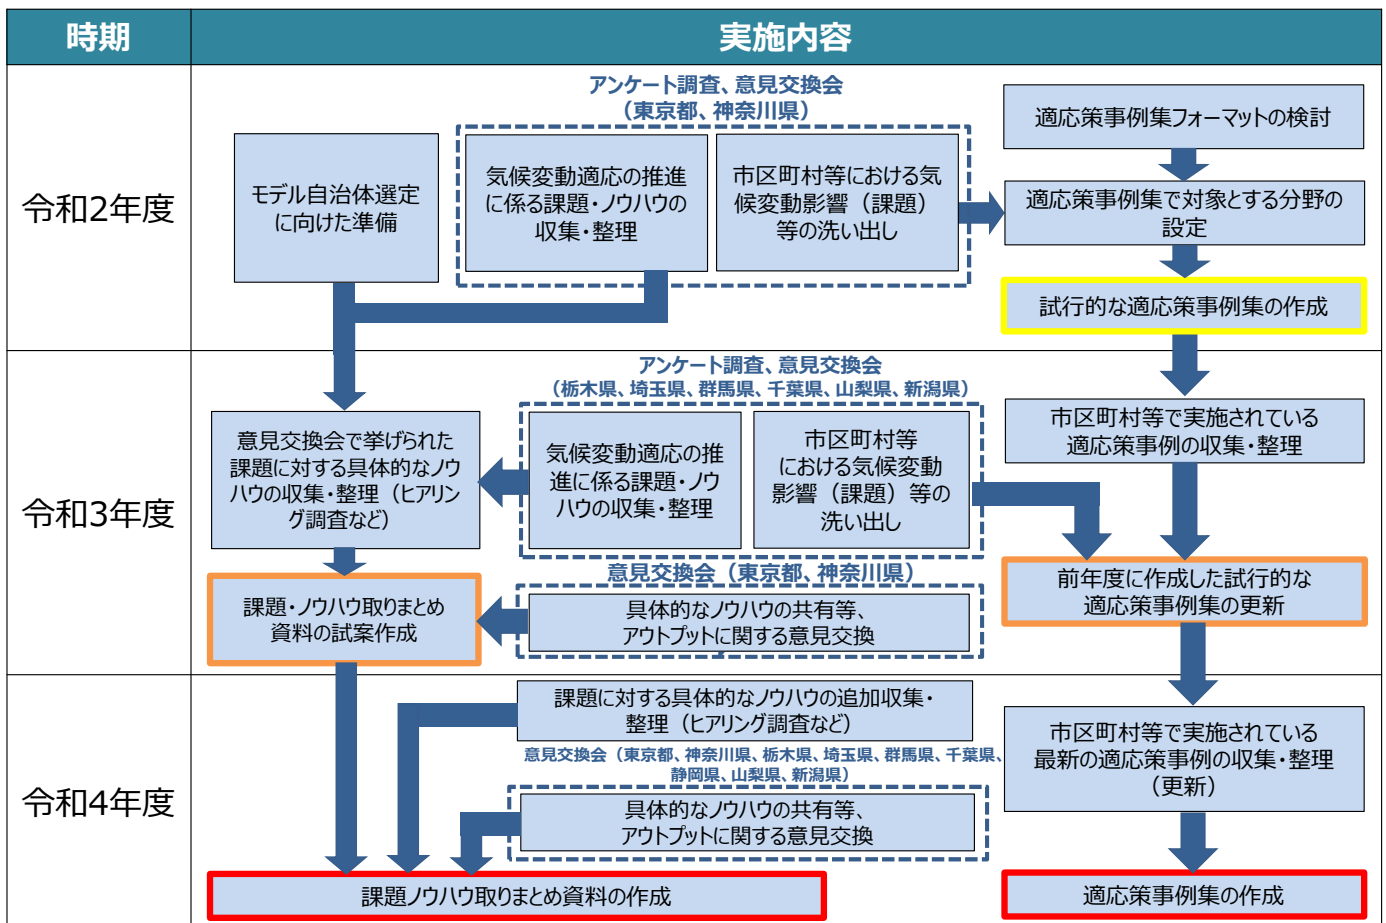 時期
実施内容
令和2年度
アンケート調査、意見交換会
（東京都、神奈川県）
モデル自治体選定
に向けた準備
気候変動適応の推進
に係る課題・ノウハウの
収集・整理
市区町村等における気
候変動影響（課題）
等の洗い出し
適応策事例集フォーマットの検討
適応策事例集で対象とする分野の
設定
試行的な適応策事例集の作成
令和3年度
アンケート調査、意見交換会
（栃木県、埼玉県、群馬県、千葉県、山梨県、新潟県）
意見交換会で挙げられた
課題に対する具体的なノウ
ハウの収集・整理（ヒアリン
グ調査など）
気候変動適応の推
進に係る課題・ノウ
ハウの収集・整理
市区町村等
における気候変動
影響（課題）等の
洗い出し
市区町村等で実施されている
適応策事例の収集・整理
意見交換会（東京都、神奈川県）
課題・ノウハウ取りまとめ
資料の試案作成
具体的なノウハウの共有等、
アウトプットに関する意見交換
前年度に作成した試行的な
適応策事例集の更新
令和4年度
課題に対する具体的なノウハウの追加収集・
整理（ヒアリング調査など）
意見交換会（東京都、神奈川県、栃木県、埼玉県、群馬県、千葉県、
静岡県、山梨県、新潟県）
具体的なノウハウの共有等、
アウトプットに関する意見交換
市区町村等で実施されている
最新の適応策事例の収集・整理
（更新）
課題ノウハウ取りまとめ資料の作成
適応策事例集の作成